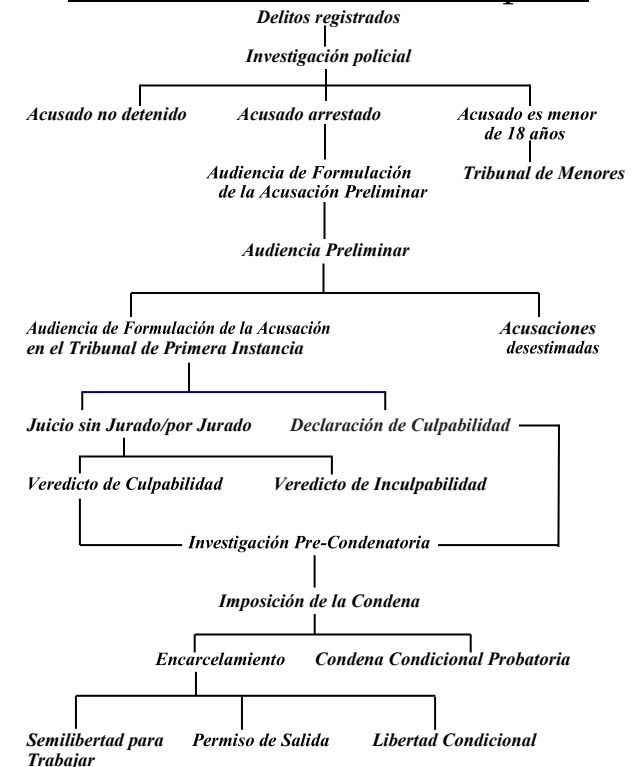 Delitos registrados
Investigación policial
Acusado no detenido
Acusado arrestado
Acusado es menor
de 18 años
Audiencia de Formulación
de la Acusación Preliminar
Tribunal de Menores
Audiencia Preliminar
Audiencia de Formulación de la Acusación
en el Tribunal de Primera Instancia
Acusaciones
desestimadas
Juicio sin Jurado/por Jurado
Declaración de Culpabilidad
Veredicto de Culpabilidad
Veredicto de Inculpabilidad
Investigación Pre-Condenatoria
Imposición de la Condena
Encarcelamiento
Condena Condicional Probatoria
Semilibertad para
Trabajar
Permiso de Salida
Libertad Condicional